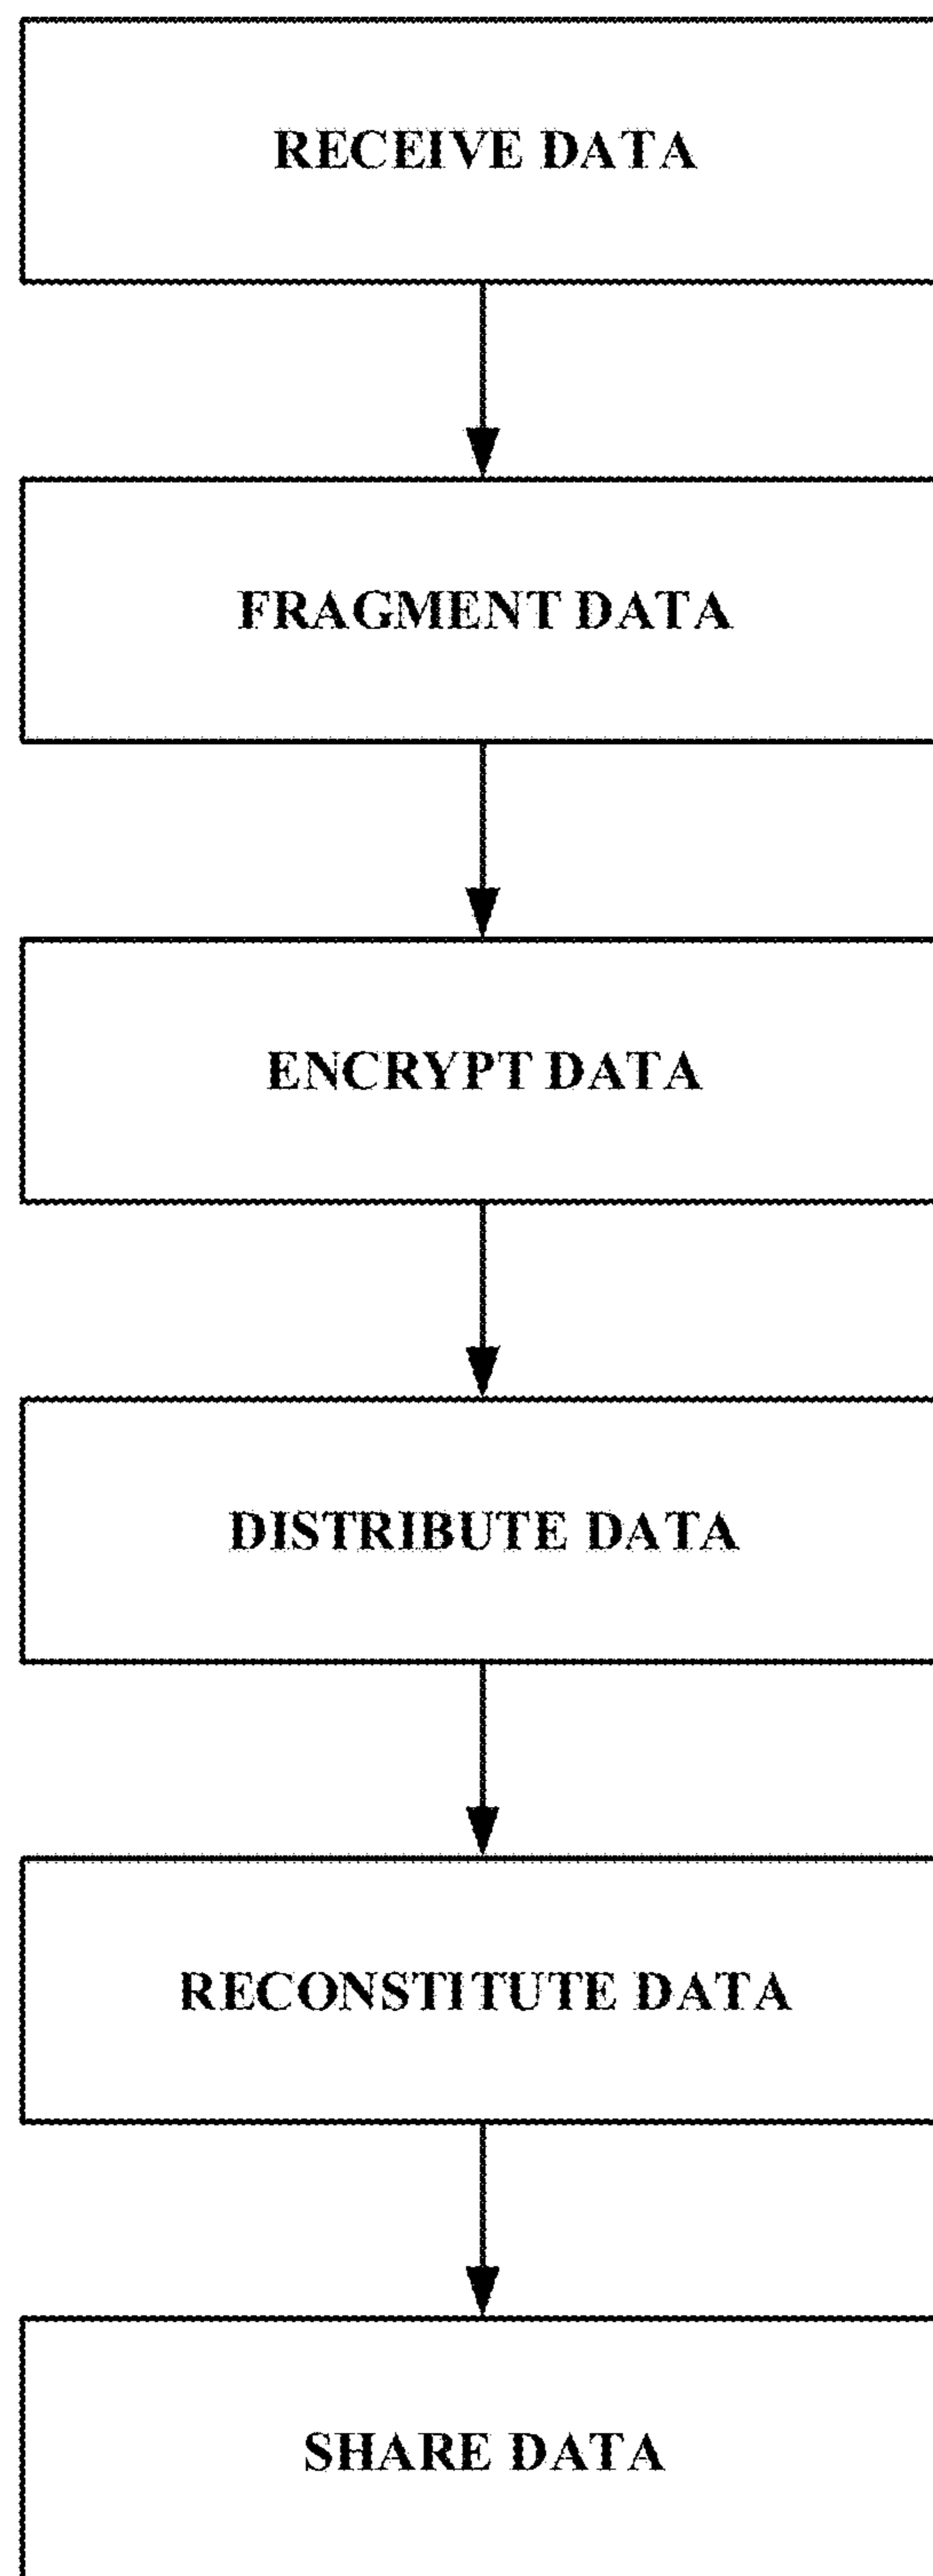 RECEIVE DATA
FRAGMENT DATA
ENCRYPT DATA
DISTRIBUTE DATA
RECONSTITUTE DATA
SHARE DATA